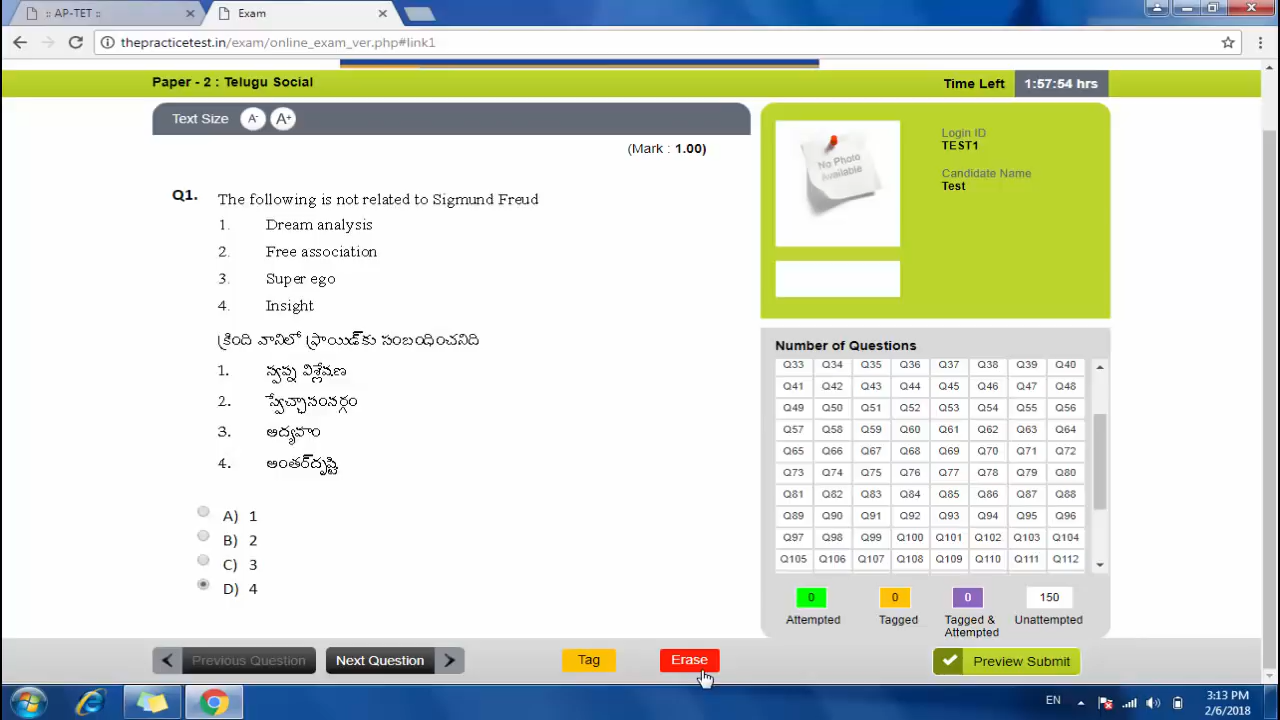 :: AP-TET ::
Exam
thepracticetest.in/exam/online_exam_ver.php#link1
Paper - 2 : Telugu Social
Time Left 1:57:54 hrs
Text Size A- A+
(Mark : 1.00)
Q1. The following is not related to Sigmund Freud
1. Dream analysis
2. Free association
3. Super ego
4. Insight
క్రింది వానిలో ఫ్రాయిడ్‌కు సంబంధించనిది
1. స్వప్న విశ్లేషణ
2. స్వేచ్ఛాసంసర్గం
3. అధ్యహం
4. అంతర్‌దృష్టి
A) 1
B) 2
C) 3
D) 4
No Photo Available
Login ID
TEST1
Candidate Name
Test
Number of Questions
Q33 Q34 Q35 Q36 Q37 Q38 Q39 Q40
Q41 Q42 Q43 Q44 Q45 Q46 Q47 Q48
Q49 Q50 Q51 Q52 Q53 Q54 Q55 Q56
Q57 Q58 Q59 Q60 Q61 Q62 Q63 Q64
Q65 Q66 Q67 Q68 Q69 Q70 Q71 Q72
Q73 Q74 Q75 Q76 Q77 Q78 Q79 Q80
Q81 Q82 Q83 Q84 Q85 Q86 Q87 Q88
Q89 Q90 Q91 Q92 Q93 Q94 Q95 Q96
Q97 Q98 Q99 Q100 Q101 Q102 Q103 Q104
Q105 Q106 Q107 Q108 Q109 Q110 Q111 Q112
0 0 0 150
Attempted Tagged Tagged & Attempted Unattempted
Previous Question Next Question Tag Erase Preview Submit
EN 3:13 PM
2/6/2018